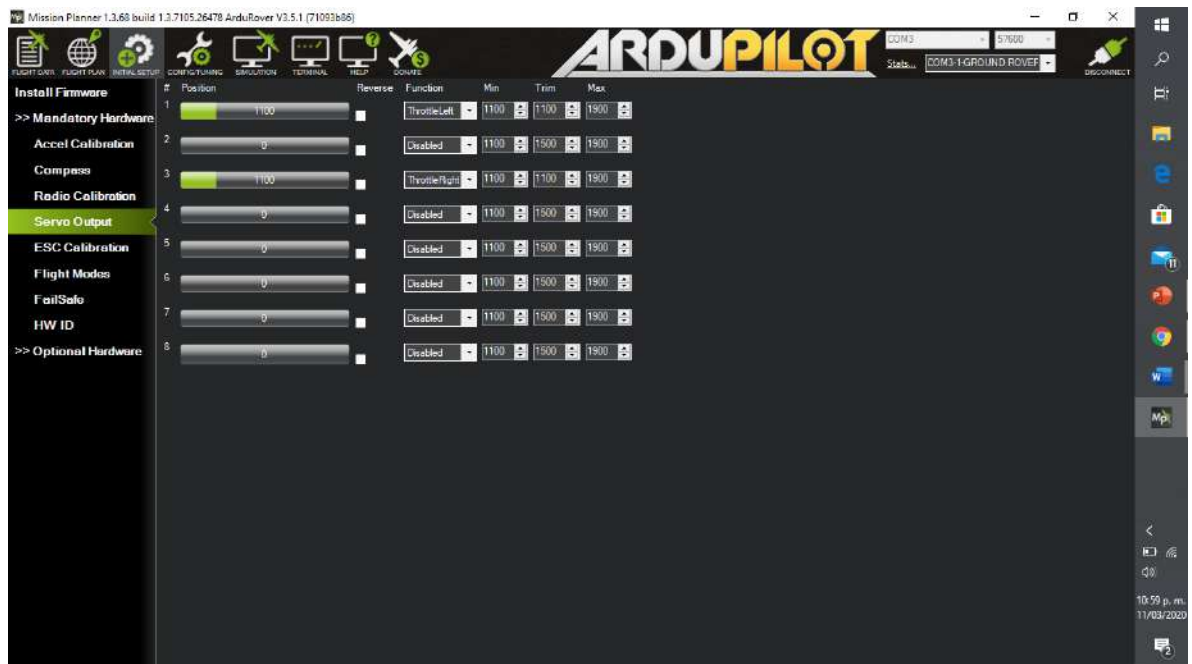 Mission Planner 1.3.68 build 1.3.7105.26478 ArduRover V3.5.1 (71093b86)
FLIGHT DATA FLIGHT PLAN INITIAL SETUP CONFIG/TUNING SIMULATION TERMINAL HELP DONATE
ARDUPILOT
COM3 57600
Stats... COM3-1-GROUND ROVER
DISCONNECT
Install Firmware
>> Mandatory Hardware
Accel Calibration
Compass
Radio Calibration
Servo Output
ESC Calibration
Flight Modes
FailSafe
HW ID
>> Optional Hardware
# Position Reverse Function Min Trim Max
1 1100 ThrottleLeft 1100 1100 1900
2 0 Disabled 1100 1500 1900
3 1100 ThrottleRight 1100 1100 1900
4 0 Disabled 1100 1500 1900
5 0 Disabled 1100 1500 1900
6 0 Disabled 1100 1500 1900
7 0 Disabled 1100 1500 1900
8 0 Disabled 1100 1500 1900
10:59 p. m.
11/03/2020
2